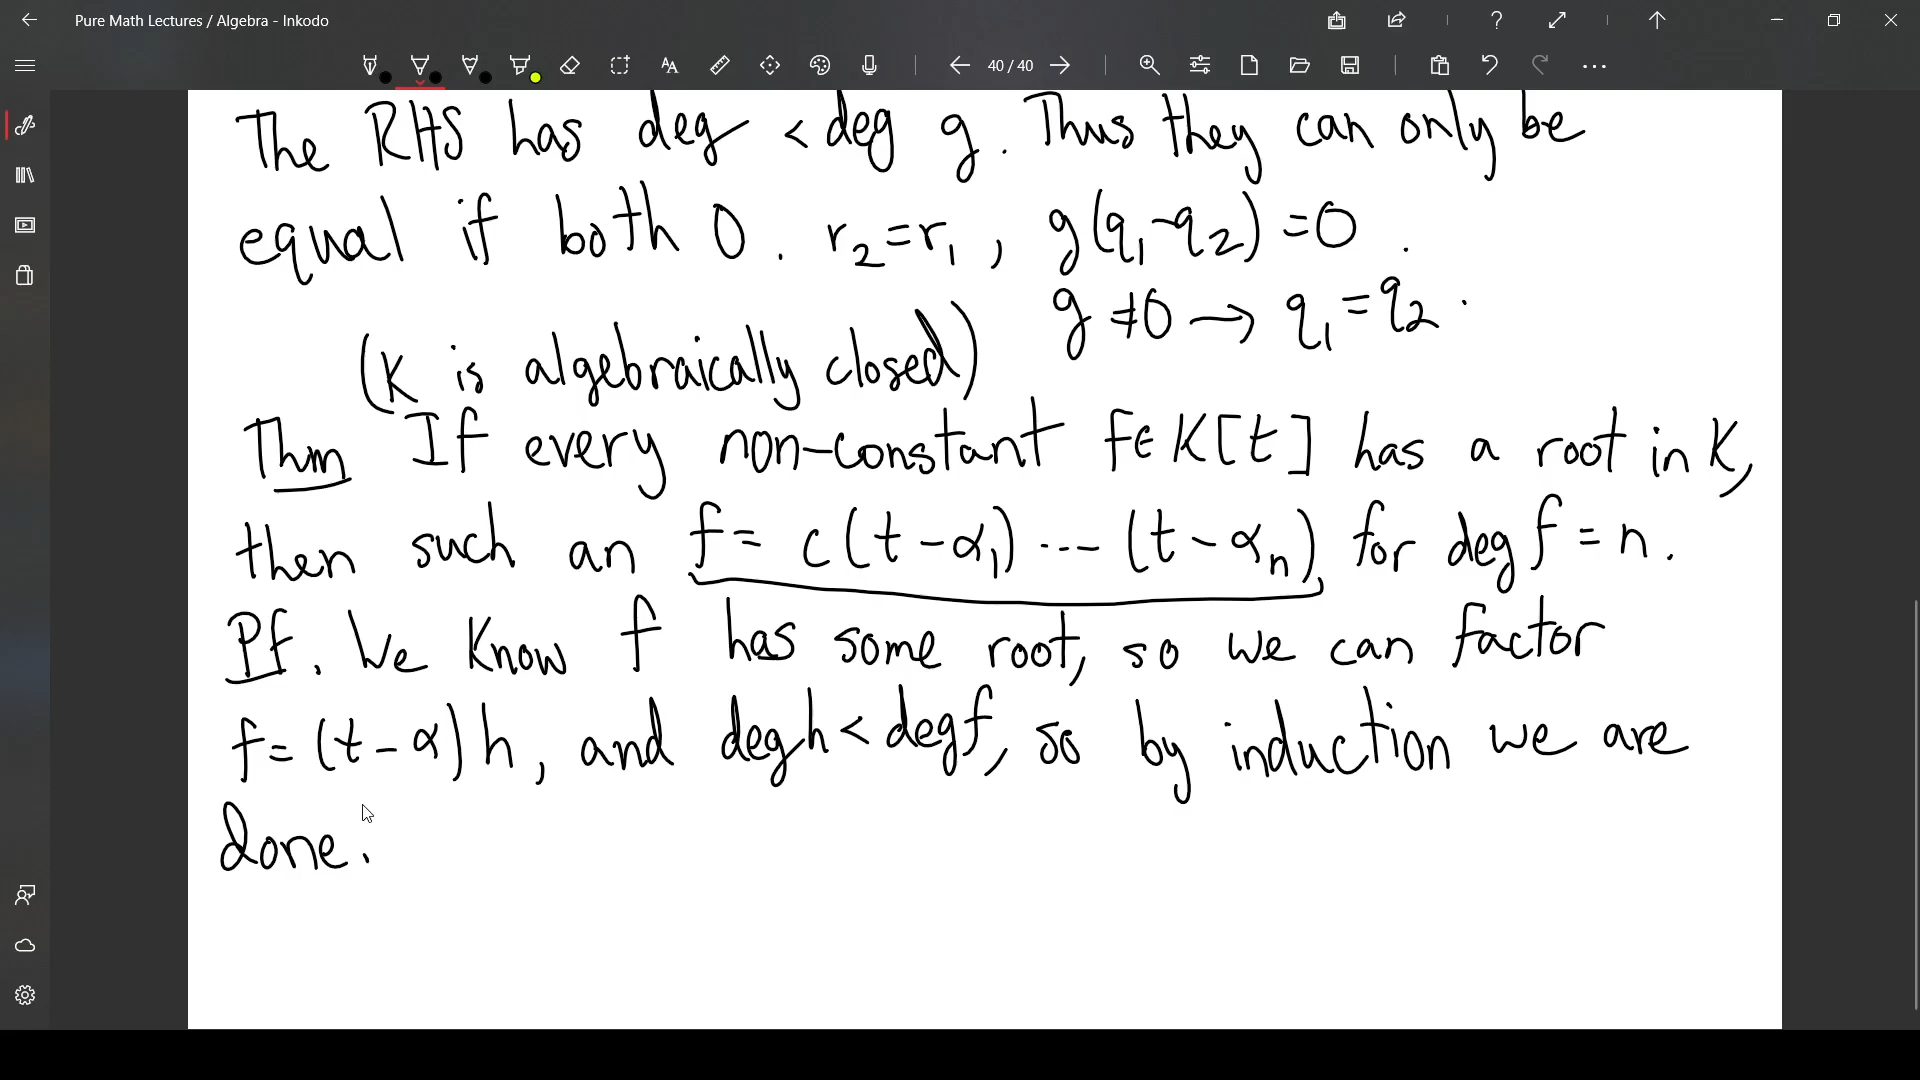 Pure Math Lectures / Algebra - Inkodo
40 / 40
The RHS has deg < deg g. Thus they can only be
equal if both 0. r₂=r₁, g(q₁-q₂)=0.
g≠0 → q₁=q₂.
(K is algebraically closed)
Thm If every non-constant f∈K[t] has a root in K,
then such an f= c(t-α₁)...(t-αₙ) for deg f = n.
Pf. We know f has some root, so we can factor
f=(t-α)h, and deg h < deg f, so by induction we are
done.